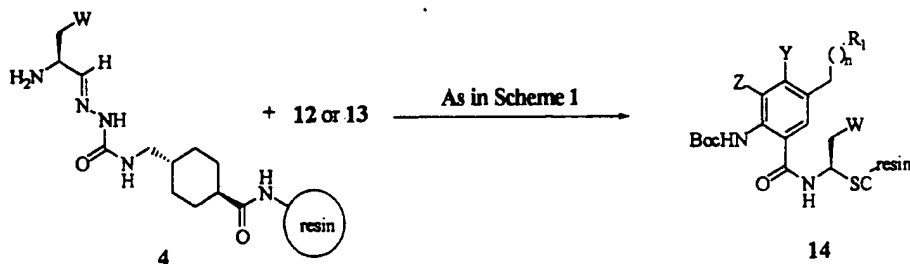 W
H
H₂N
N
NH
O
N
H
H
N
O
resin
4
+ 12 or 13
As in Scheme 1
R₁
( )n
Y
Z
BocHN
W
O
N
H
SC
resin
14